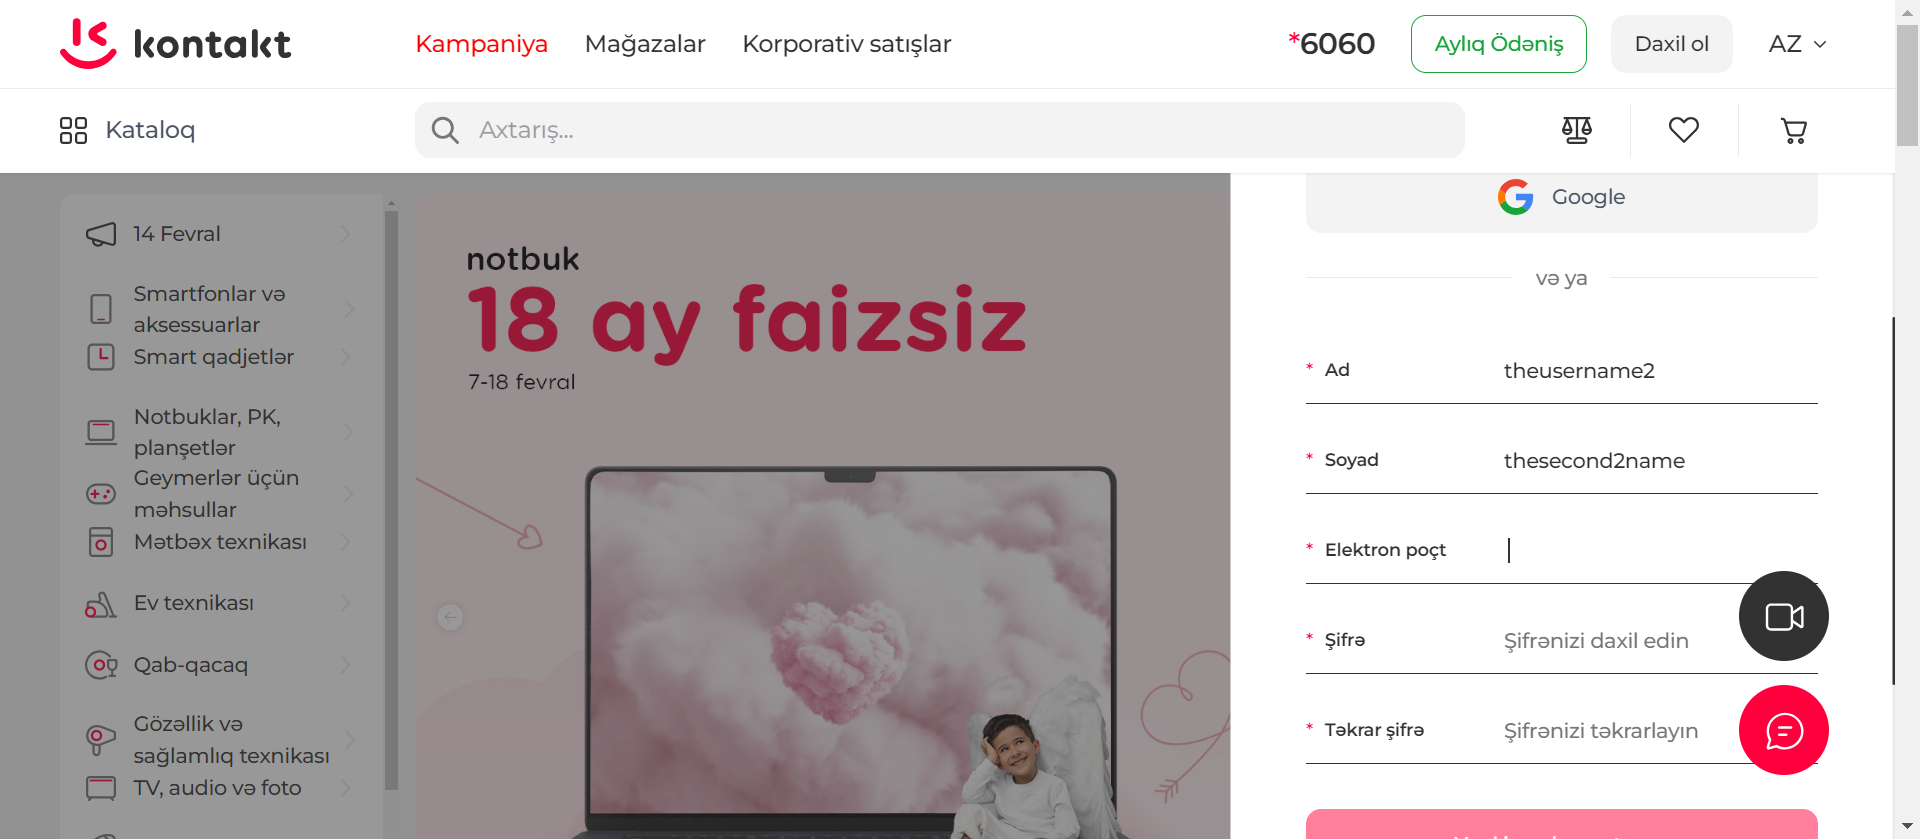 kontakt
Kampaniya
Mağazalar
Korporativ satışlar
*6060
Aylıq Ödəniş
Daxil ol
AZ
Kataloq
Axtarış...
14 Fevral
Smartfonlar və
aksessuarlar
Smart qadjetlər
Notbuklar, PK,
planşetlər
Geymerlər üçün
məhsullar
Mətbəx texnikası
Ev texnikası
Qab-qacaq
Gözəllik və
sağlamlıq texnikası
TV, audio və foto
notbuk
18 ay faizsiz
7-18 fevral
Google
və ya
* Ad
theusername2
* Soyad
thesecond2name
* Elektron poçt
* Şifrə
Şifrənizi daxil edin
* Təkrar şifrə
Şifrənizi təkrarlayın